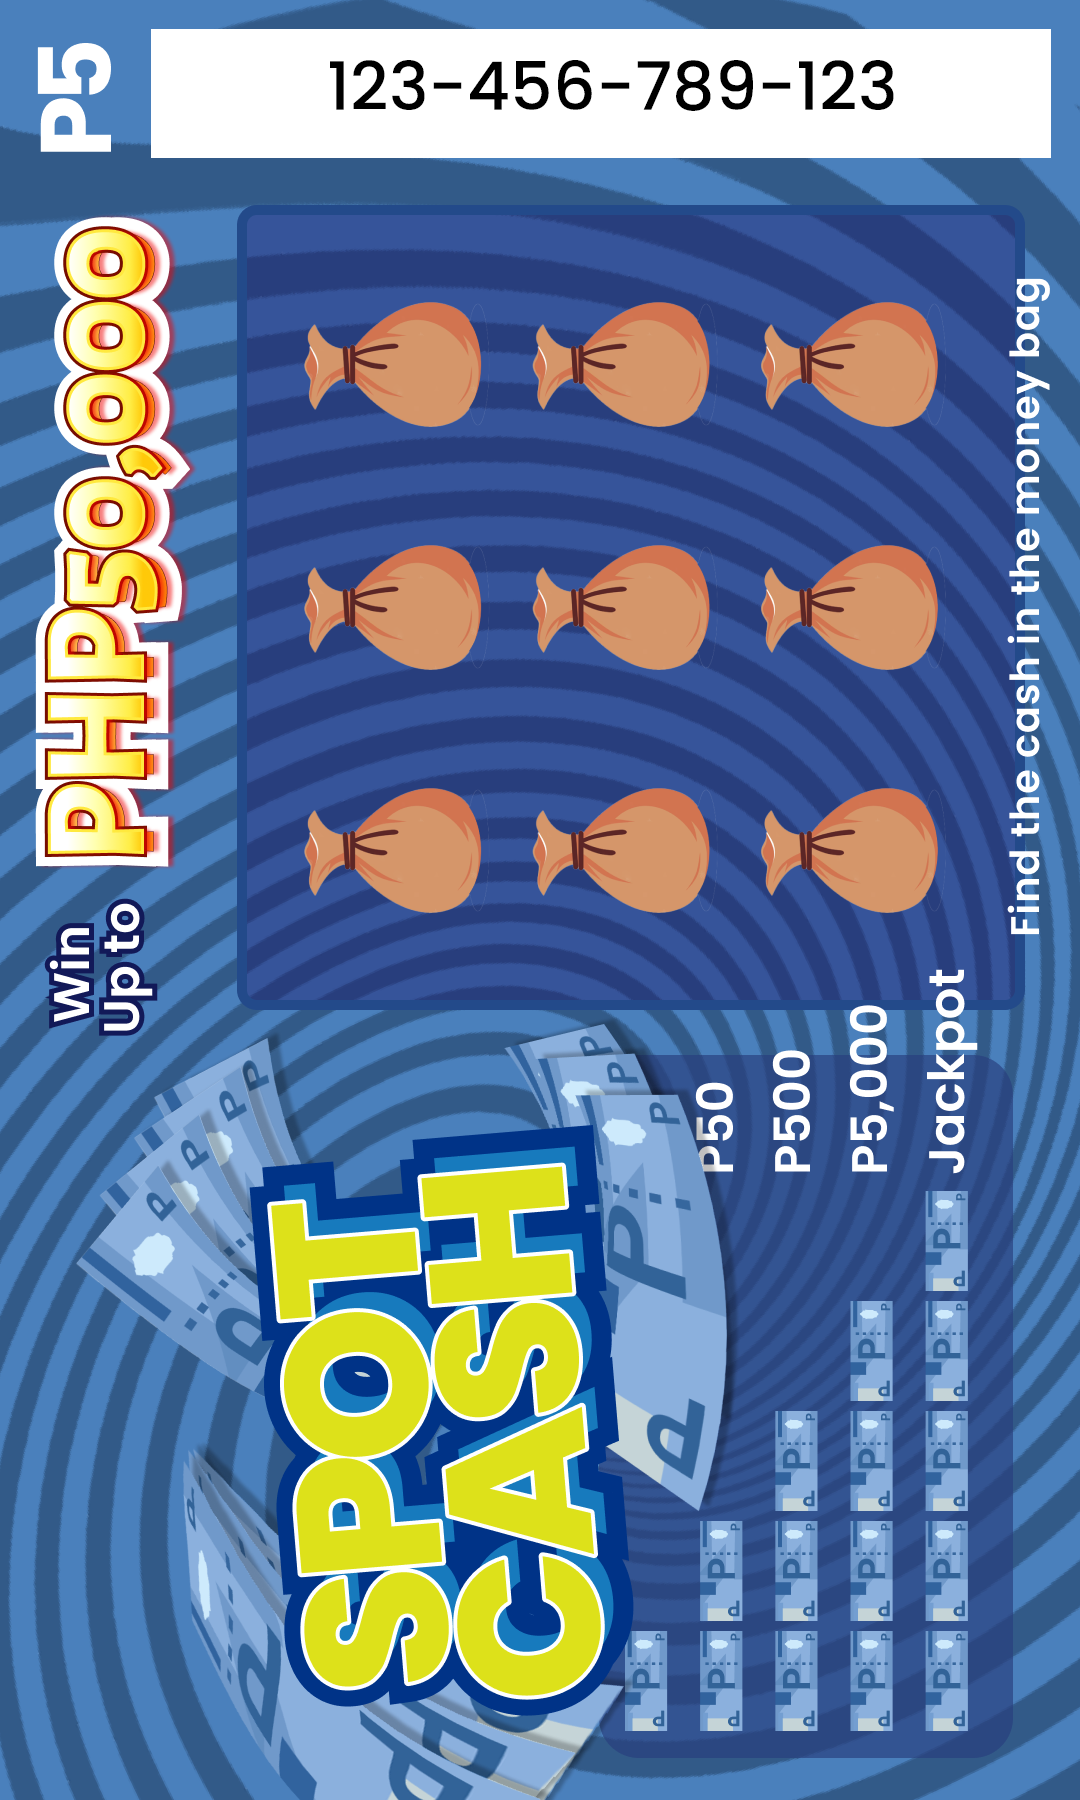 Win
Up to
PHP50,000
P5
123-456-789-123
SPOT
CASH
P50
P500
P5,000
Jackpot
Find the cash in the money bag